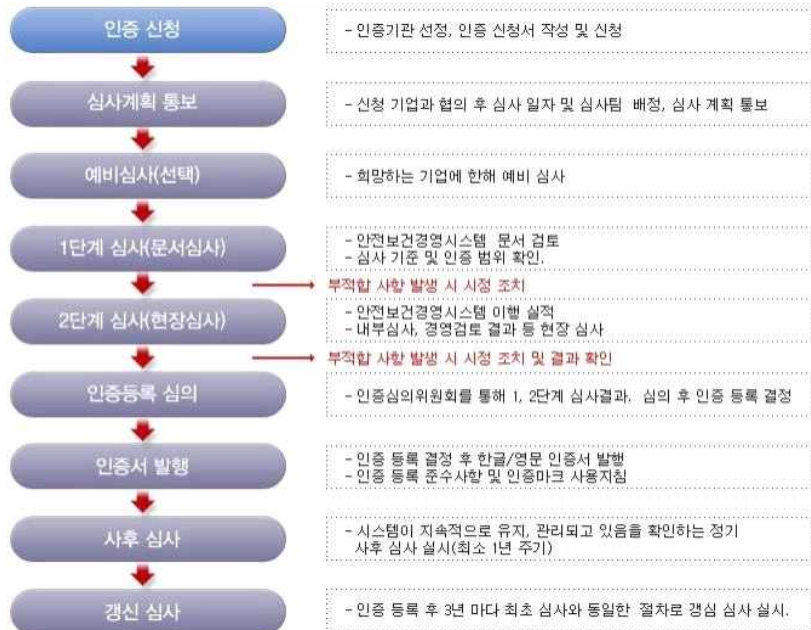 인증 신청
- 인증기관 선정, 인증 신청서 작성 및 신청
심사계획 통보
- 신청 기업과 협의 후 심사 일자 및 심사팀 배정, 심사 계획 통보
예비심사(선택)
- 희망하는 기업에 한해 예비 심사
1단계 심사(문서심사)
- 안전보건경영시스템 문서 검토
- 심사 기준 및 인증 범위 확인.
부적합 사항 발생 시 시정 조치
2단계 심사(현장심사)
- 안전보건경영시스템 이행 실적
- 내부심사, 경영검토 결과 등 현장 심사
부적합 사항 발생 시 시정 조치 및 결과 확인
인증등록 심의
- 인증심의위원회를 통해 1, 2단계 심사결과. 심의 후 인증 등록 결정
인증서 발행
- 인증 등록 결정 후 한글/영문 인증서 발행
- 인증 등록 준수사항 및 인증마크 사용지침
사후 심사
- 시스템이 지속적으로 유지, 관리되고 있음을 확인하는 정기
사후 심사 실시(최소 1년 주기)
갱신 심사
- 인증 등록 후 3년 마다 최초 심사와 동일한 절차로 갱심 심사 실시.